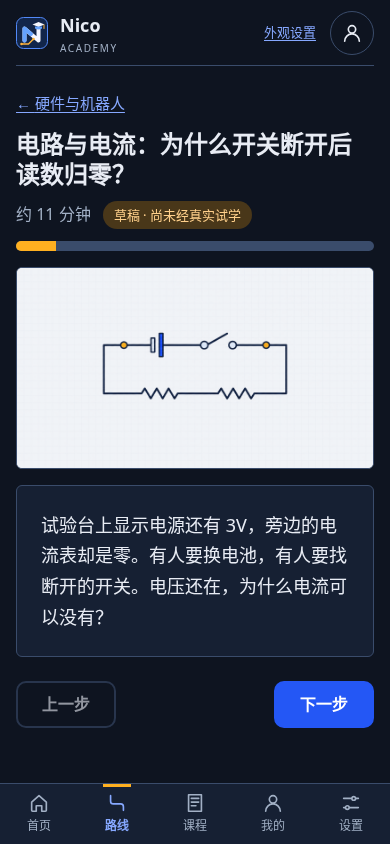 Nico
ACADEMY
外观设置
← 硬件与机器人
电路与电流：为什么开关断开后
读数归零？
约 11 分钟
草稿 · 尚未经真实试学
试验台上显示电源还有 3V，旁边的电
流表却是零。有人要换电池，有人要找
断开的开关。电压还在，为什么电流可
以没有？
上一步
下一步
首页
路线
课程
我的
设置